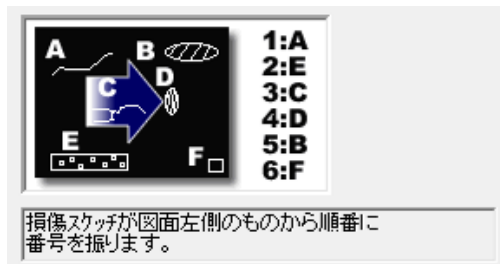 A
B
D
C
E
F
1:A
2:E
3:C
4:D
5:B
6:F
損傷ｽｹｯﾁが図面左側のものから順番に
番号を振ります。